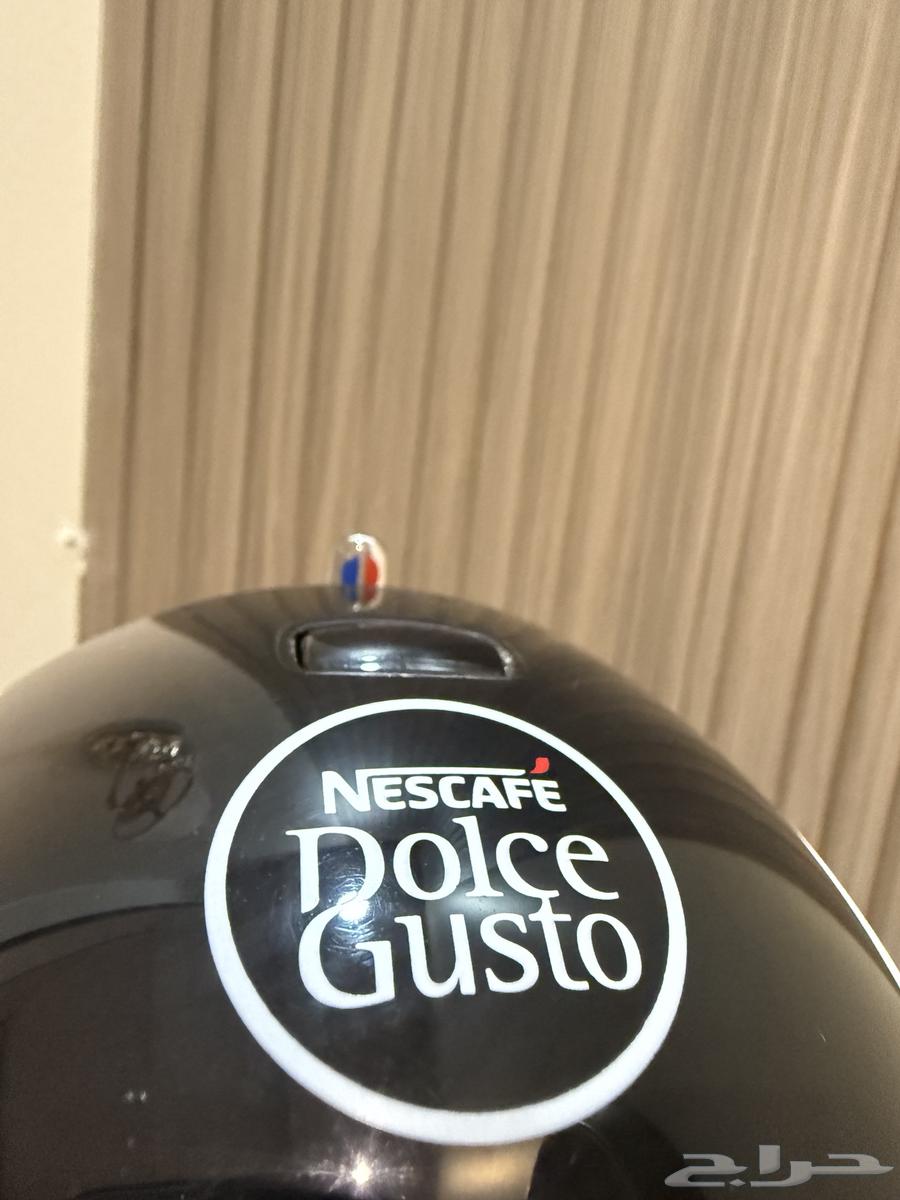 NESCAFÉ
Dolce
Gusto
حراج